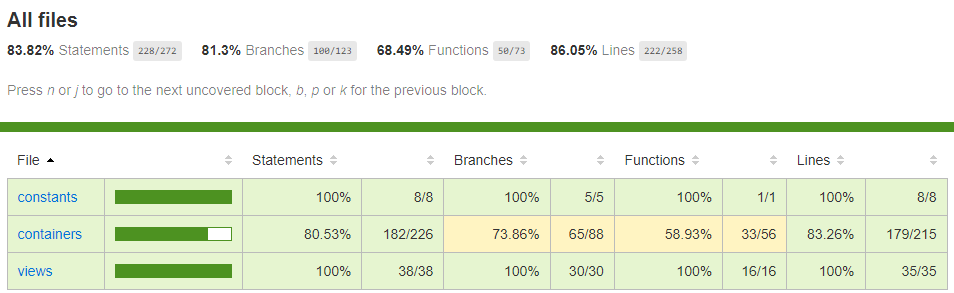 All files
83.82% Statements 228/272 81.3% Branches 100/123 68.49% Functions 50/73 86.05% Lines 222/258
Press n or j to go to the next uncovered block, b, p or k for the previous block.
File Statements Branches Functions Lines
constants 100% 8/8 100% 5/5 100% 1/1 100% 8/8
containers 80.53% 182/226 73.86% 65/88 58.93% 33/56 83.26% 179/215
views 100% 38/38 100% 30/30 100% 16/16 100% 35/35